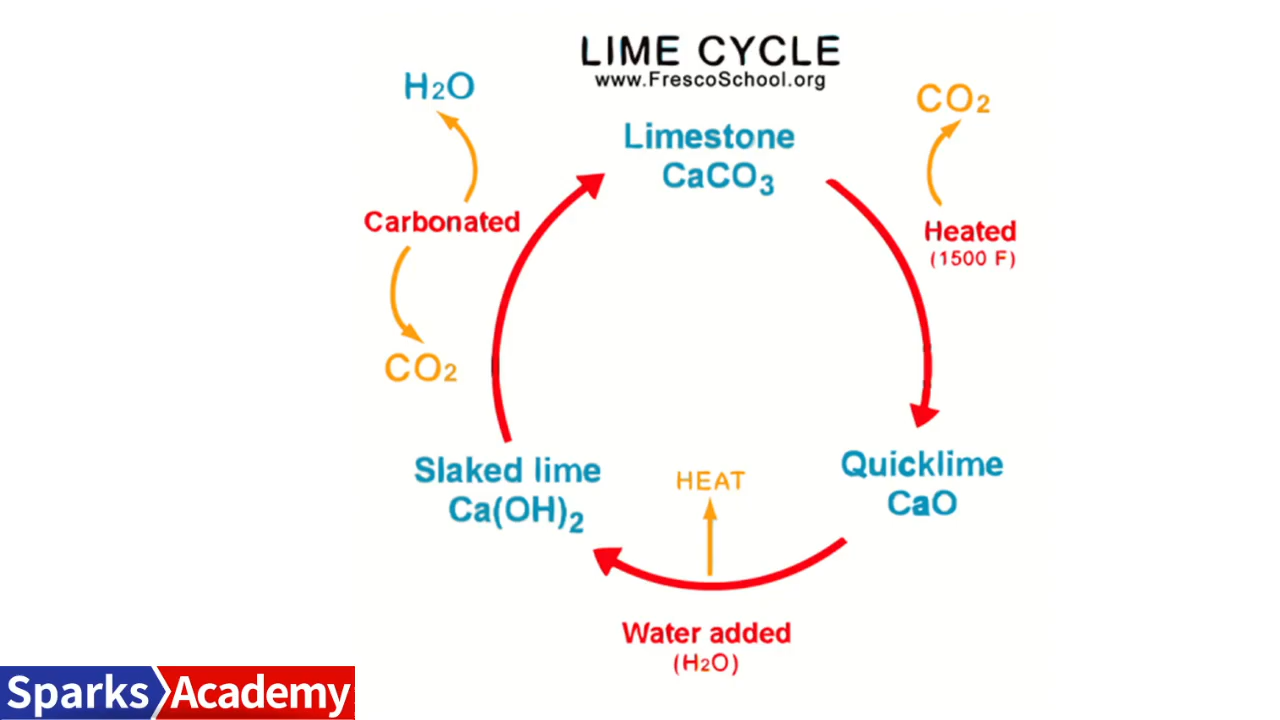 LIME CYCLE
www.FrescoSchool.org
H2O
CO2
Limestone
CaCO3
Carbonated
Heated
(1500 F)
CO2
Slaked lime
Ca(OH)2
HEAT
Quicklime
CaO
Water added
(H2O)
Sparks Academy